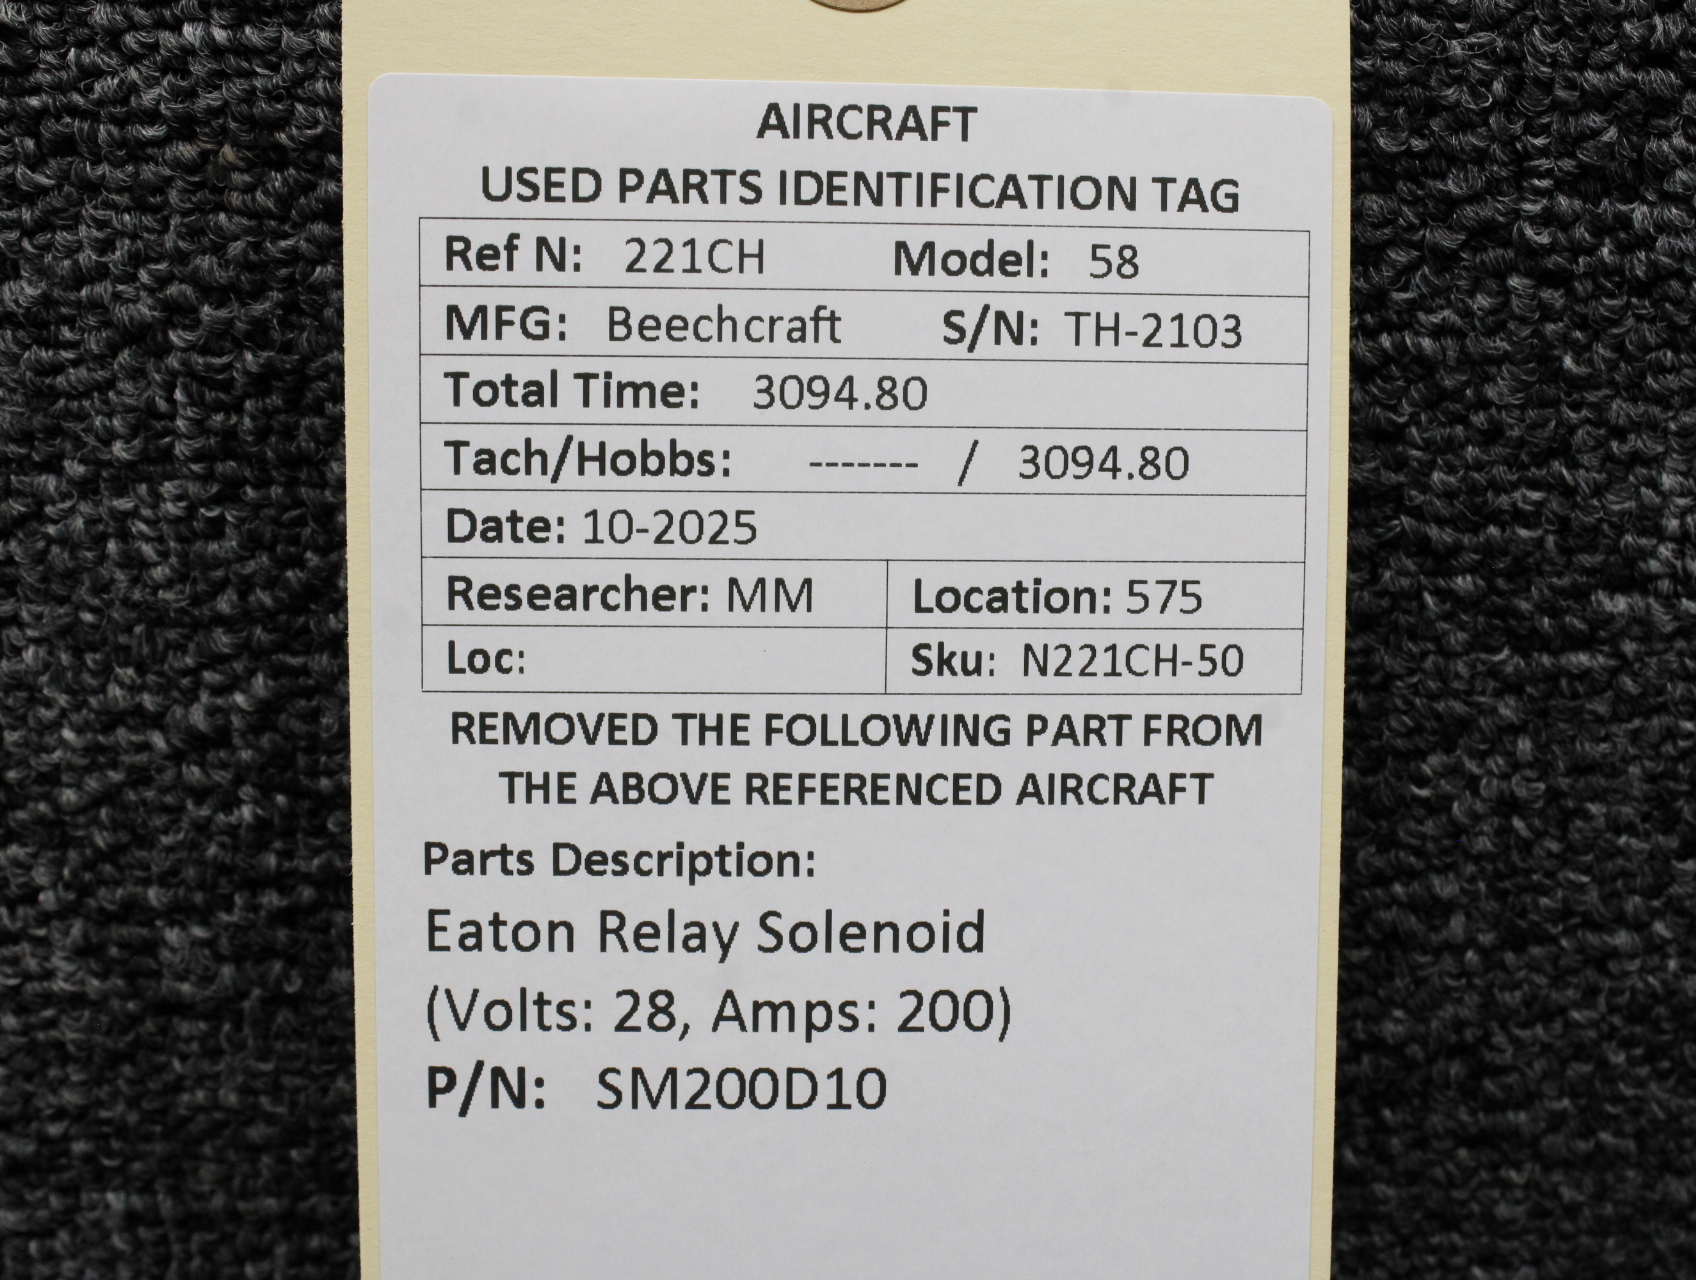 AIRCRAFT
USED PARTS IDENTIFICATION TAG
Ref N: 221CH Model: 58
MFG: Beechcraft S/N: TH-2103
Total Time: 3094.80
Tach/Hobbs: ------- / 3094.80
Date: 10-2025
Researcher: MM Location: 575
Loc: Sku: N221CH-50
REMOVED THE FOLLOWING PART FROM
THE ABOVE REFERENCED AIRCRAFT
Parts Description:
Eaton Relay Solenoid
(Volts: 28, Amps: 200)
P/N: SM200D10